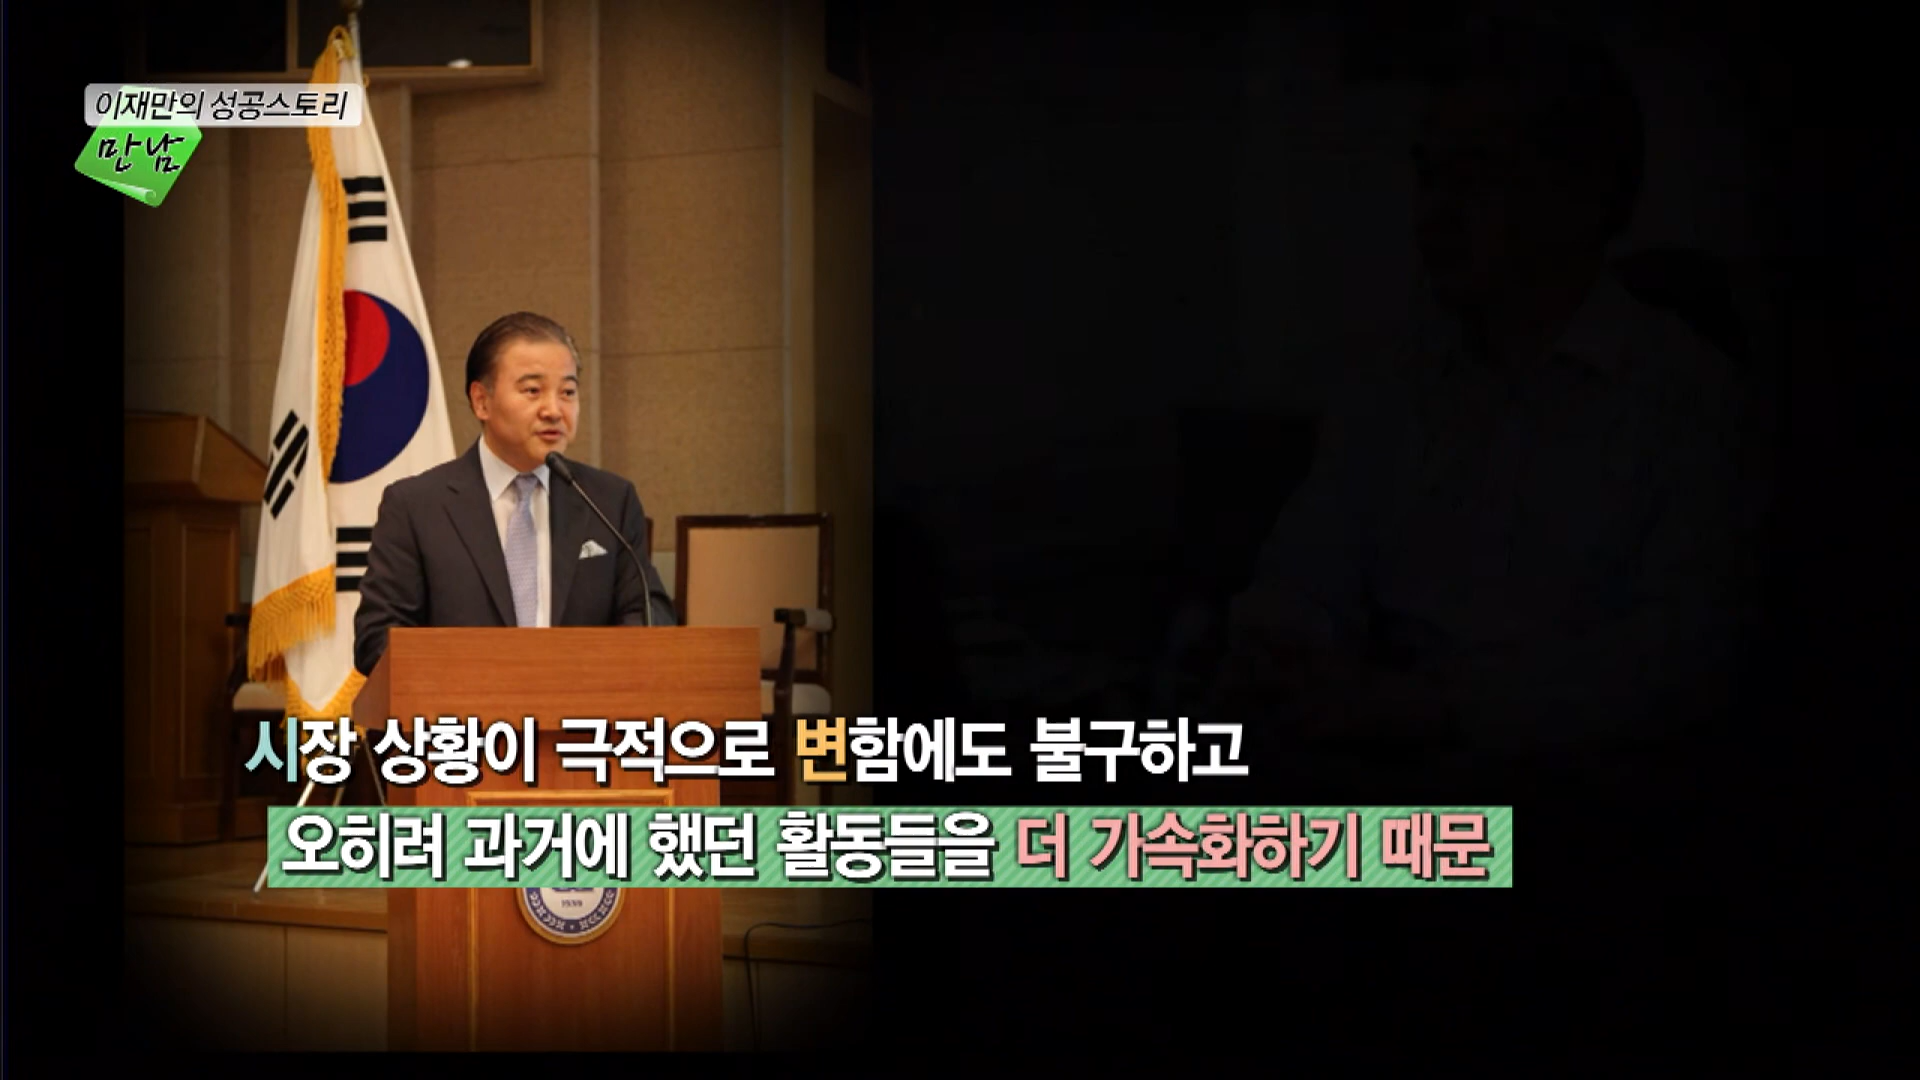 이재만의 성공스토리
만남
시장 상황이 극적으로 변함에도 불구하고
오히려 과거에 했던 활동들을 더 가속화하기 때문